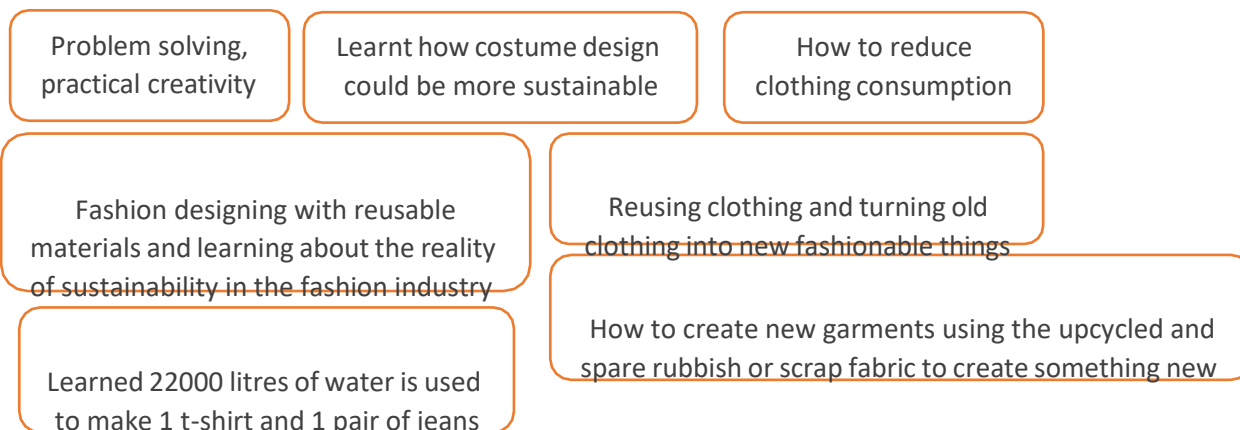 Problem solving,
practical creativity
Learnt how costume design
could be more sustainable
How to reduce
clothing consumption
Fashion designing with reusable
materials and learning about the reality
of sustainability in the fashion industry
Reusing clothing and turning old
clothing into new fashionable things
How to create new garments using the upcycled and
spare rubbish or scrap fabric to create something new
Learned 22000 litres of water is used
to make 1 t-shirt and 1 pair of jeans